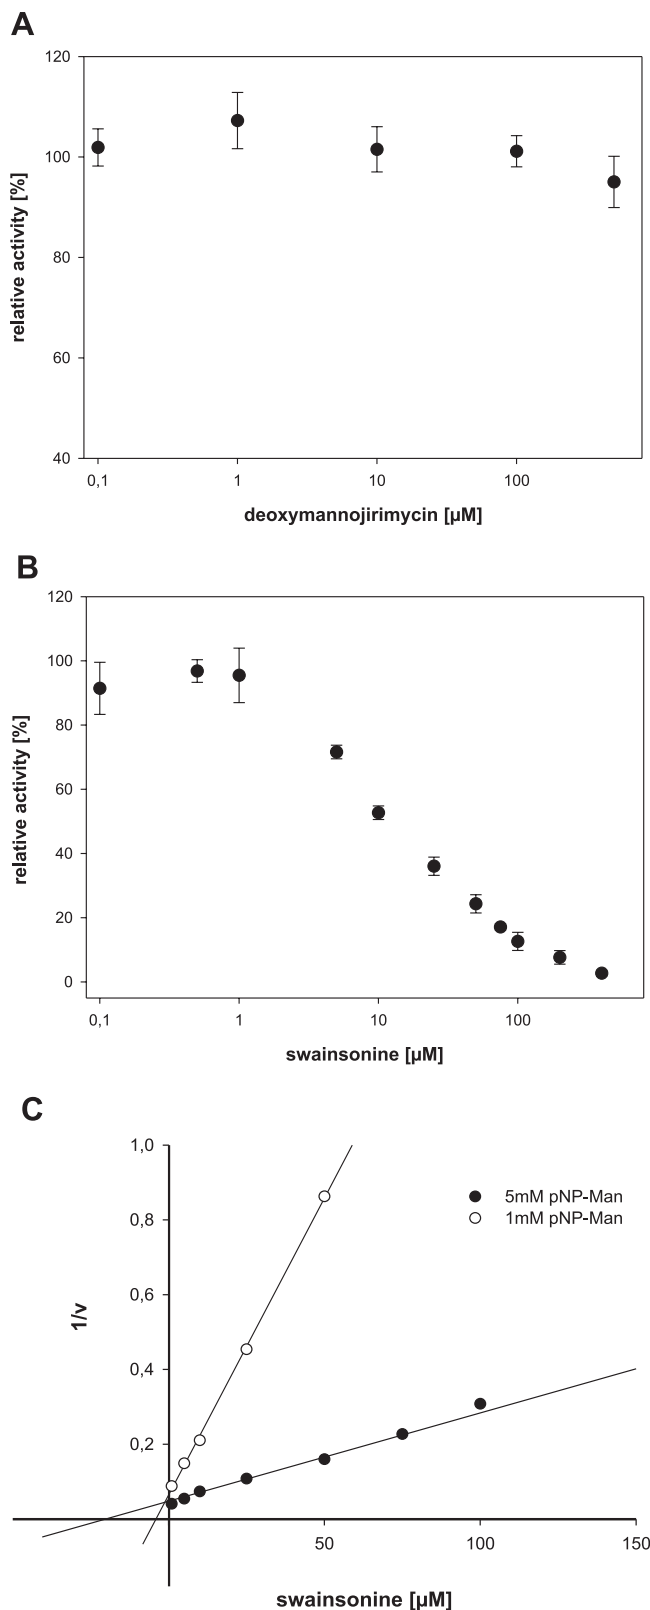 A
120
100
80
60
40
relative activity [%]
0,1
1
10
100
deoxymannojirimycin [µM]
B
120
100
80
60
40
20
0
relative activity [%]
0,1
1
10
100
swainsonine [µM]
C
1,0
0,8
0,6
0,4
0,2
1/v
5mM pNP-Man
1mM pNP-Man
50
100
150
swainsonine [µM]